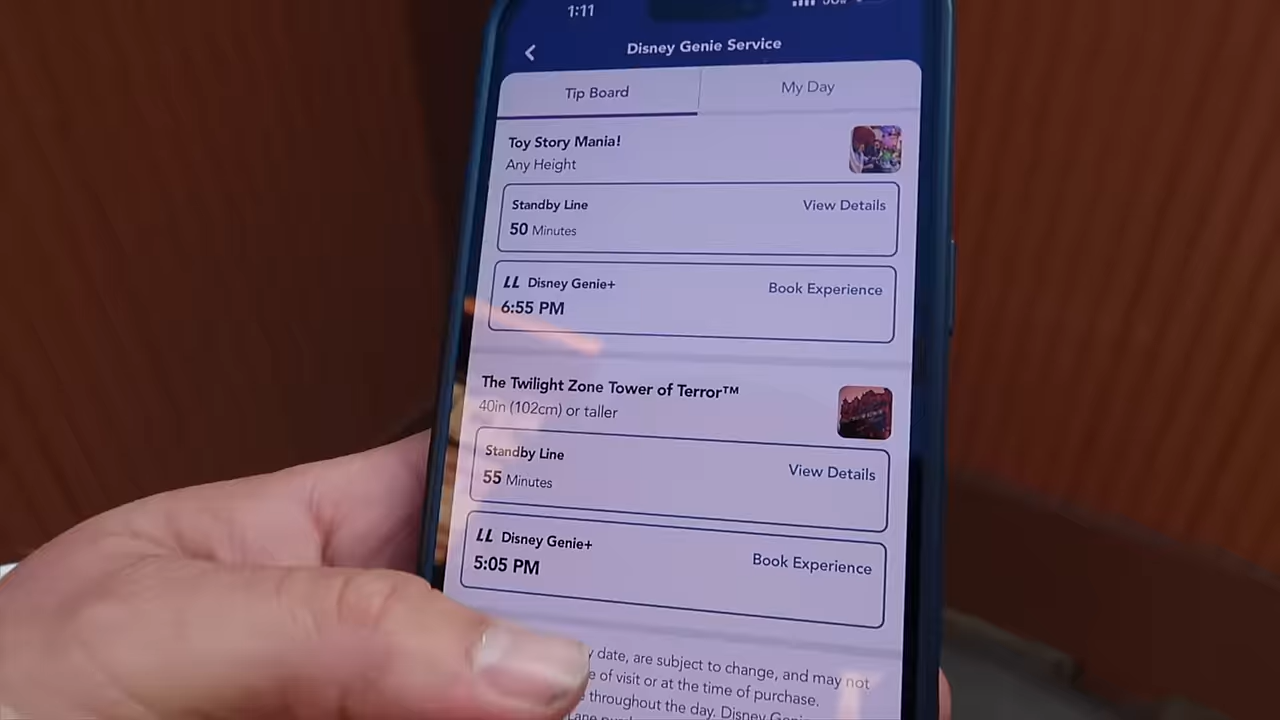 1:11
Disney Genie Service
Tip Board
My Day
Toy Story Mania!
Any Height
Standby Line
View Details
50 Minutes
LL Disney Genie+
Book Experience
6:55 PM
The Twilight Zone Tower of Terror™
40in (102cm) or taller
Standby Line
View Details
55 Minutes
LL Disney Genie+
Book Experience
5:05 PM
date, are subject to change, and may not
of visit or at the time of purchase.
throughout the day. Disney